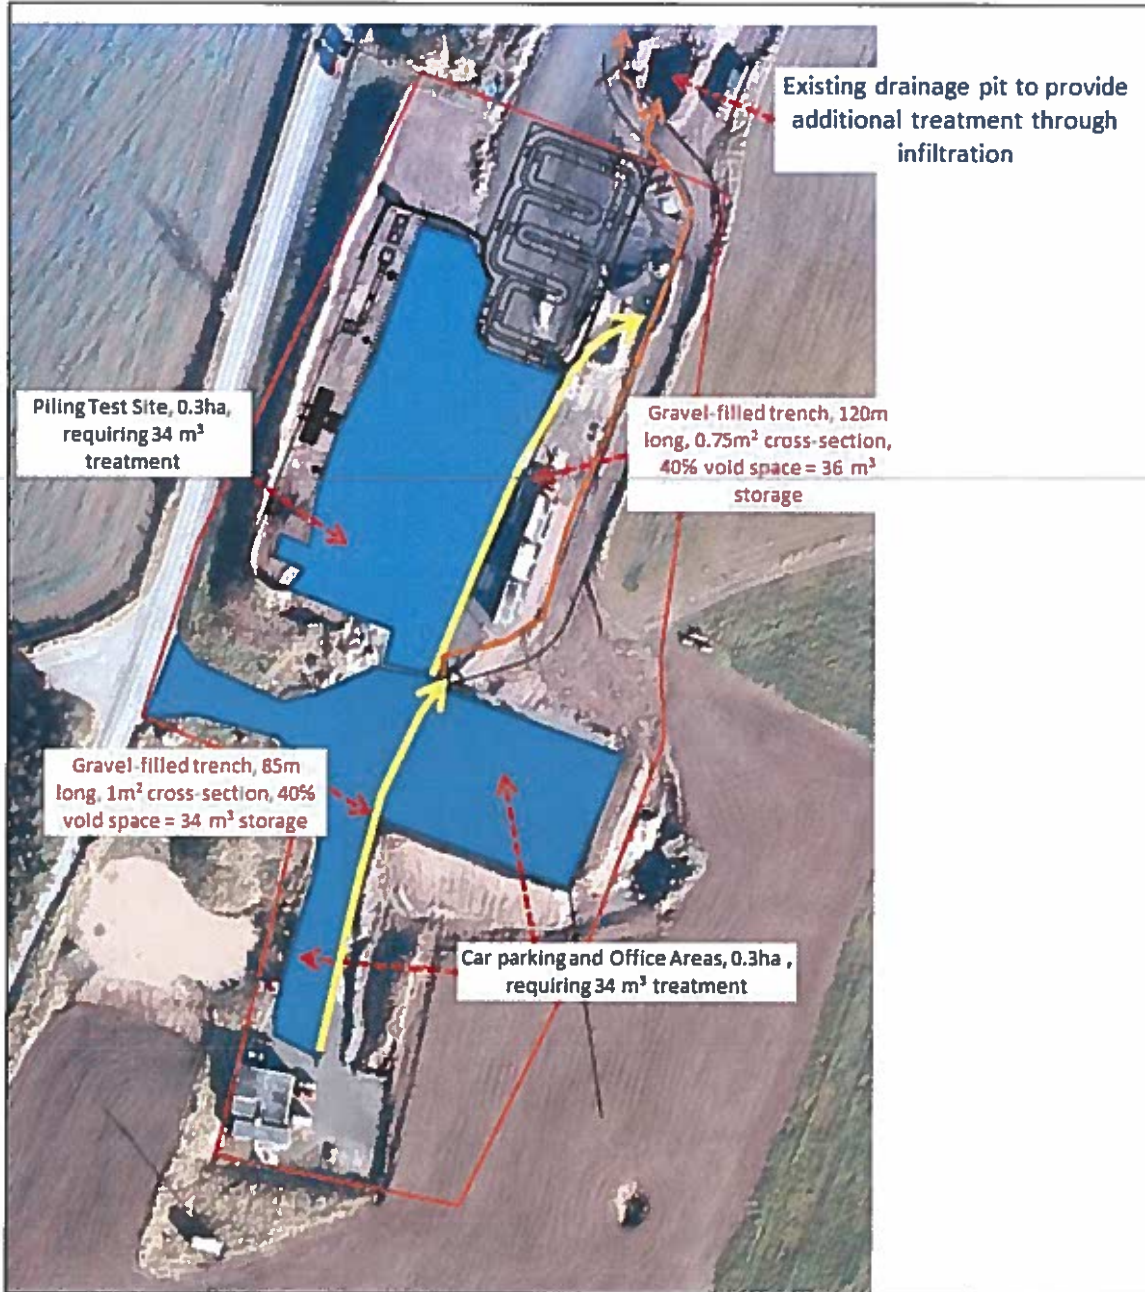 Existing drainage pit to provide
additional treatment through
infiltration
Piling Test Site, 0.3ha,
requiring 34 m³
treatment
Gravel-filled trench, 120m
long, 0.75m² cross-section,
40% void space = 36 m³
storage
Gravel-filled trench, 85m
long, 1m² cross-section, 40%
void space = 34 m³ storage
Car parking and Office Areas, 0.3ha ,
requiring 34 m³ treatment